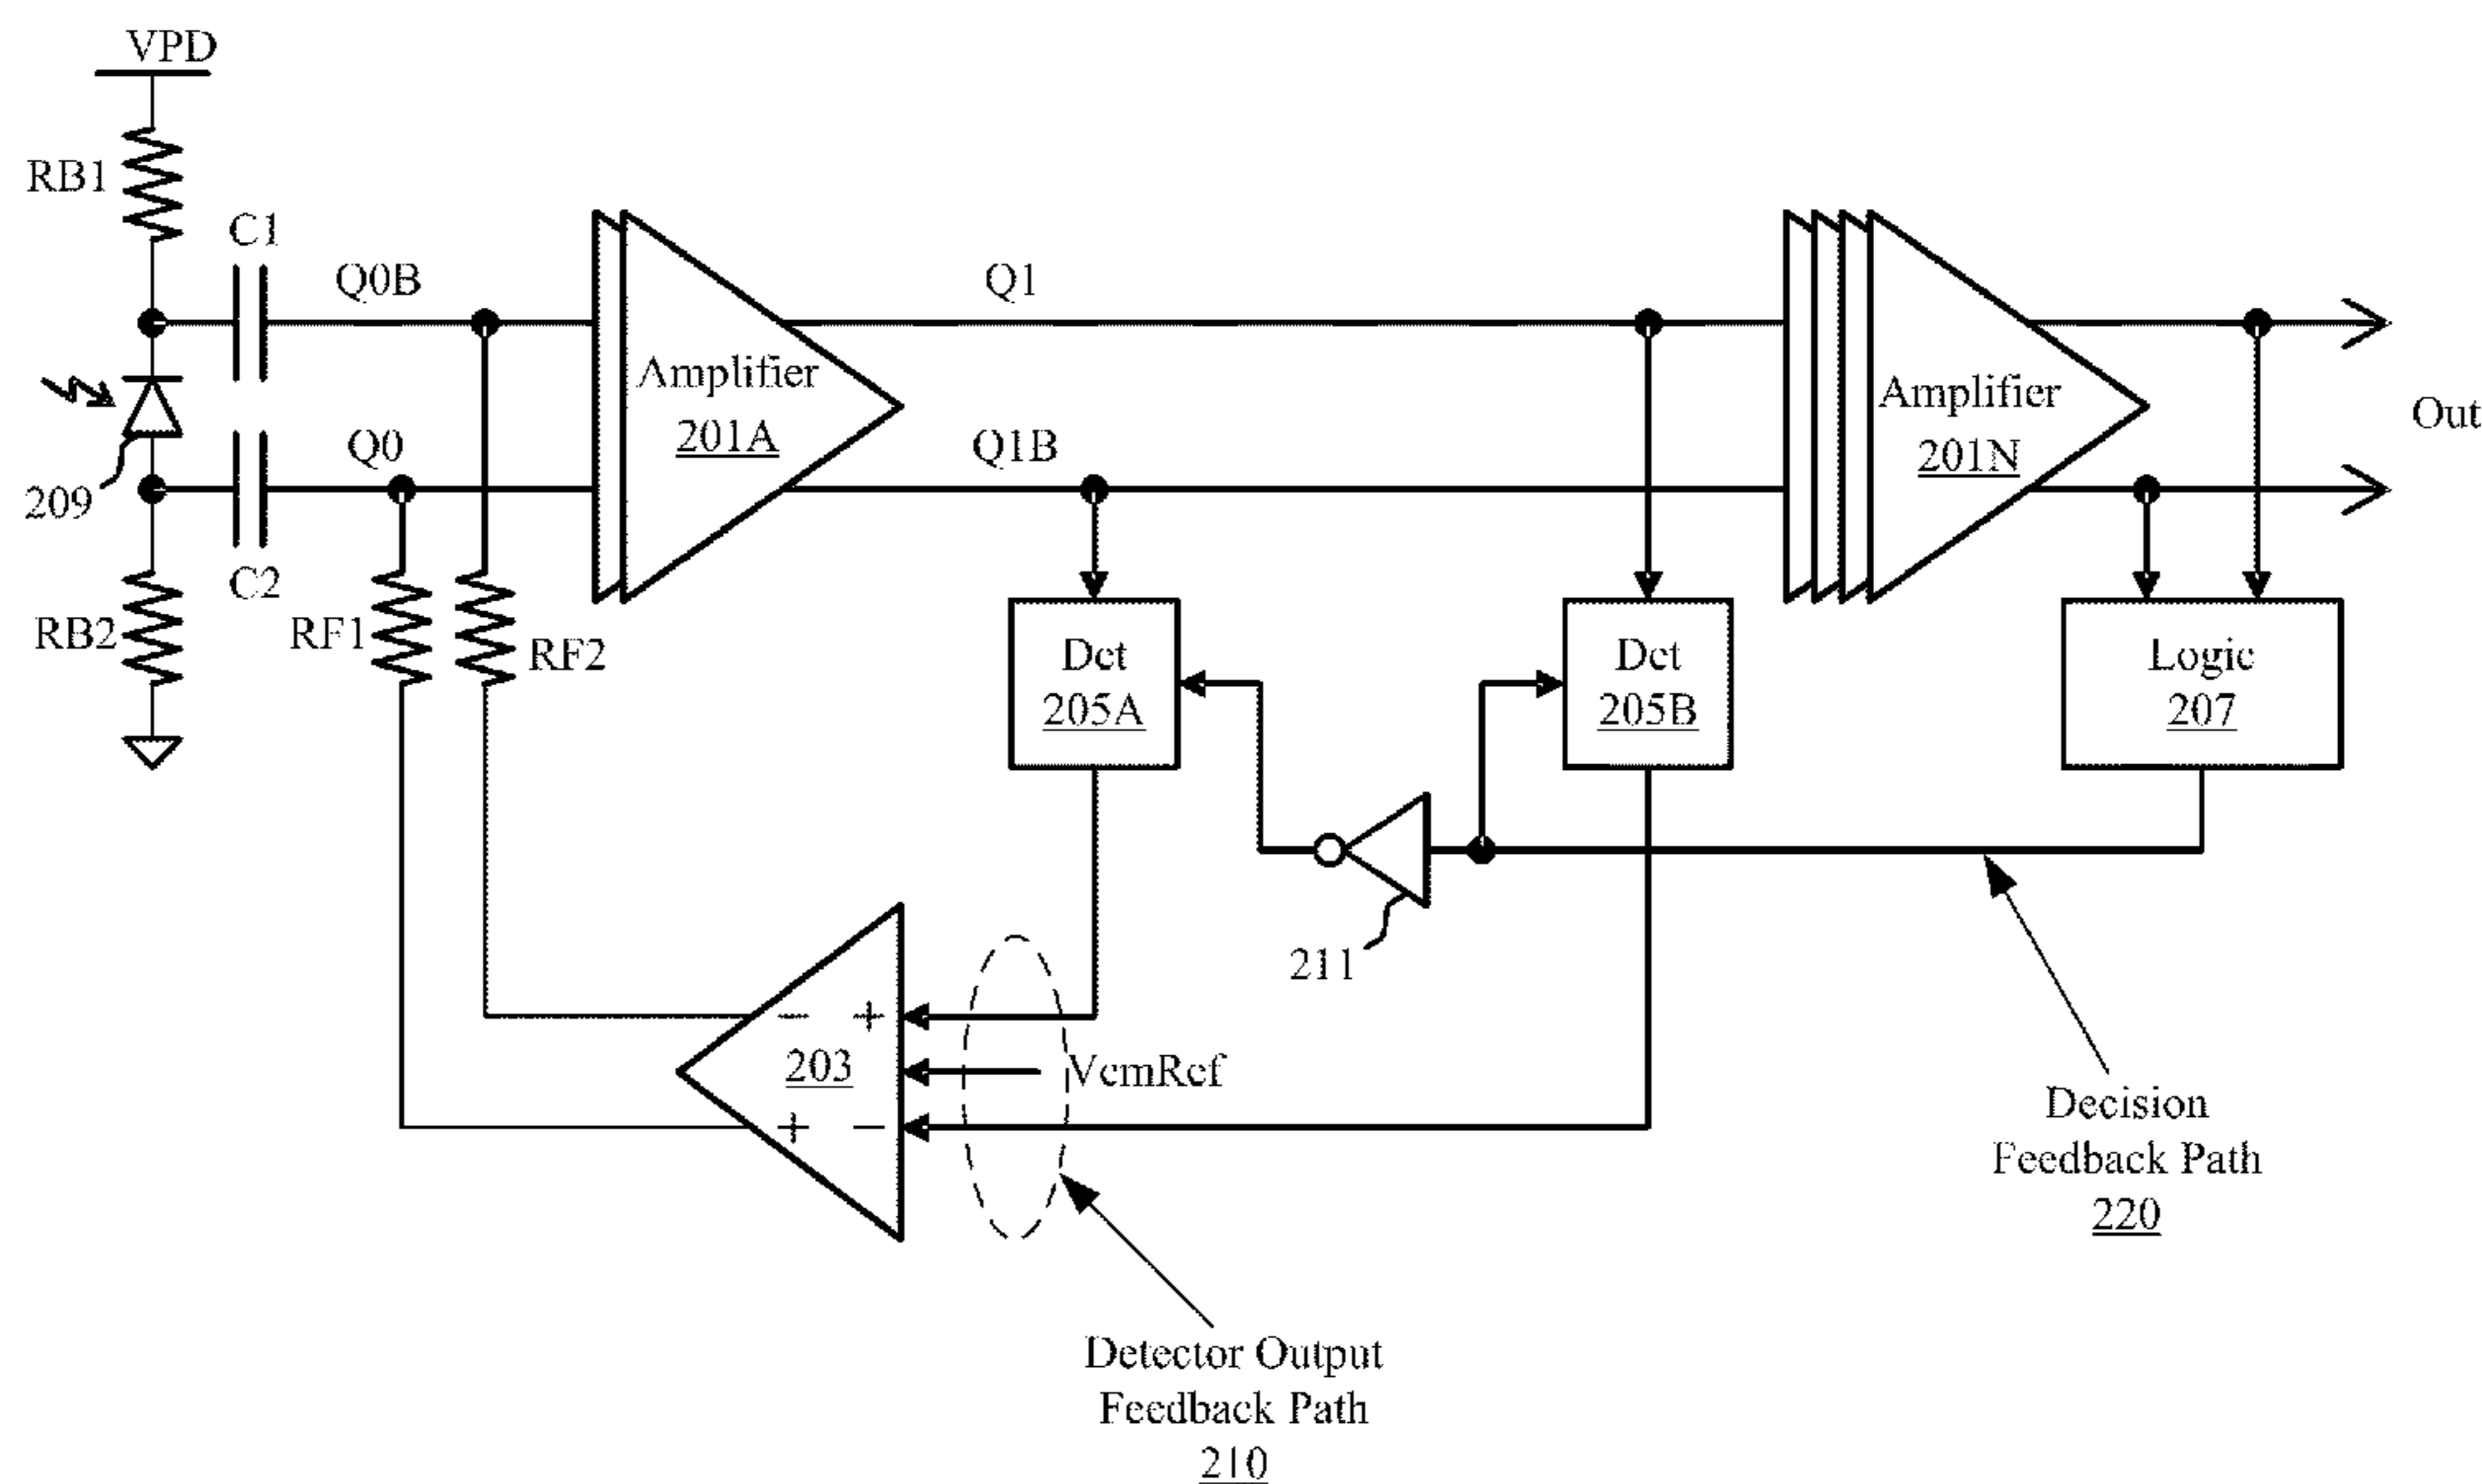 VPD
RB1
C1
Q0B
Q1
Amplifier
201A
Amplifier
201N
Out
Q0
Q1B
209
C2
RB2
RF1
RF2
Det
205A
Det
205B
Logic
207
211
− +
203
VcmRef
+ −
Decision
Feedback Path
220
Detector Output
Feedback Path
210